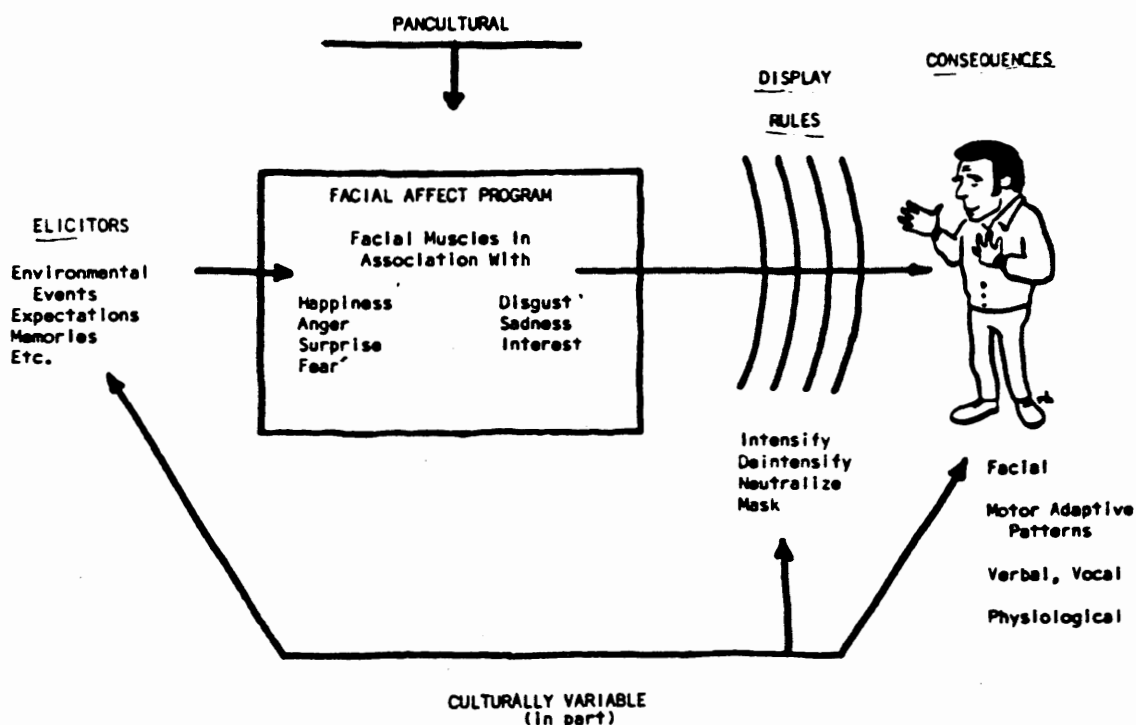 PANCULTURAL
ELICITORS
Environmental
Events
Expectations
Memories
Etc.
FACIAL AFFECT PROGRAM
Facial Muscles In
Association With
Happiness
Anger
Surprise
Fear
Disgust
Sadness
Interest
DISPLAY
RULES
Intensify
Deintensify
Neutralize
Mask
CONSEQUENCES
Facial
Motor Adaptive
Patterns
Verbal, Vocal
Physiological
CULTURALLY VARIABLE
(in part)